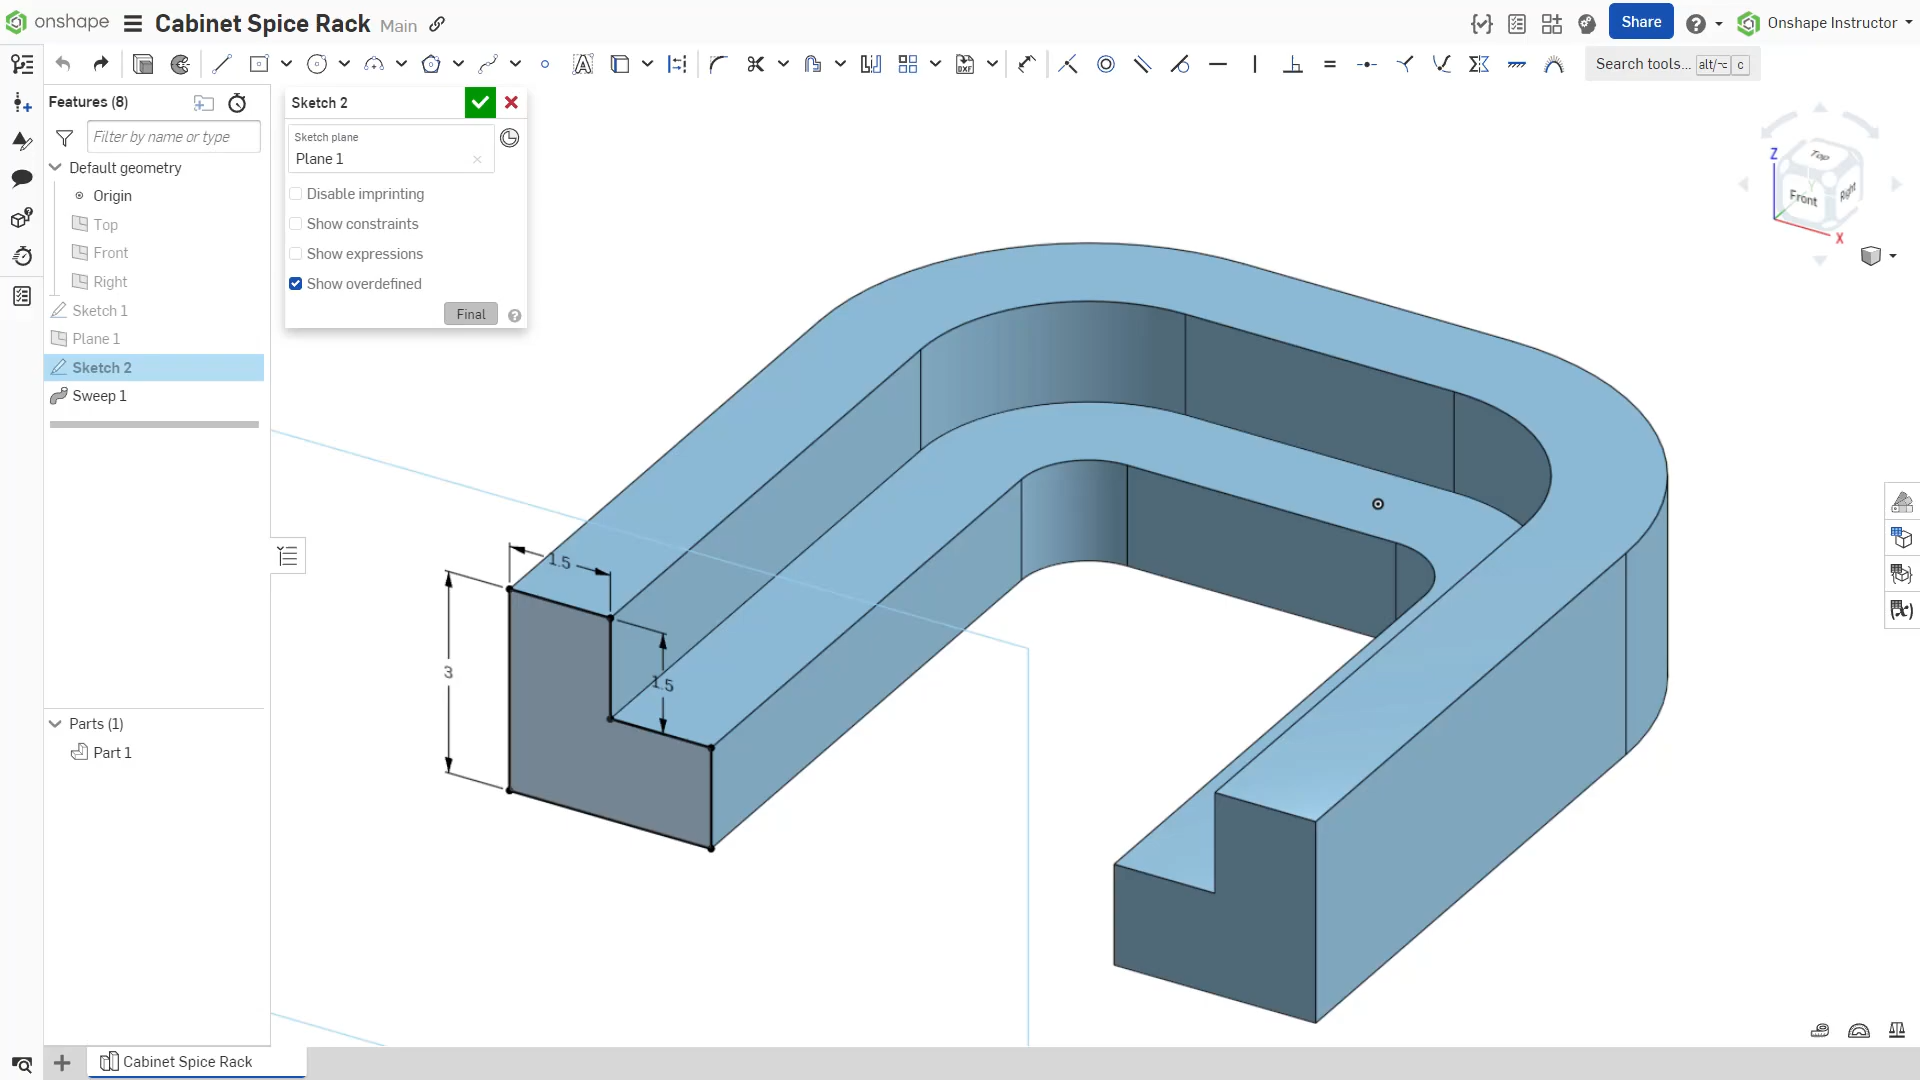 onshape
Cabinet Spice Rack
Main
Share
Onshape Instructor
Search tools... alt/⌥ c
Features (8)
Filter by name or type
Default geometry
Origin
Top
Front
Right
Sketch 1
Plane 1
Sketch 2
Sweep 1
Parts (1)
Part 1
Sketch 2
Sketch plane
Plane 1
Disable imprinting
Show constraints
Show expressions
Show overdefined
Final
1.5
3
1.5
Z
Top
Front
Right
Y
X
Cabinet Spice Rack